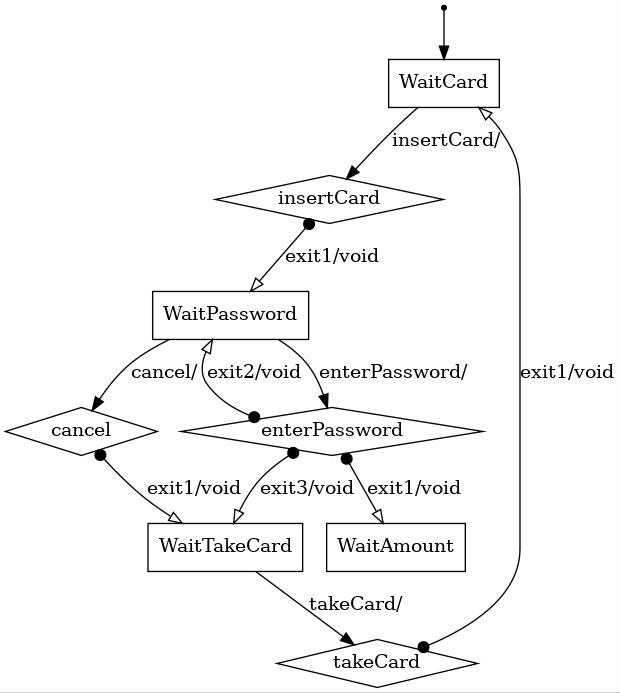 WaitCard
insertCard/
insertCard
exit1/void
WaitPassword
cancel/
exit2/void
enterPassword/
exit1/void
cancel
enterPassword
exit1/void
exit3/void
exit1/void
WaitTakeCard
WaitAmount
takeCard/
takeCard